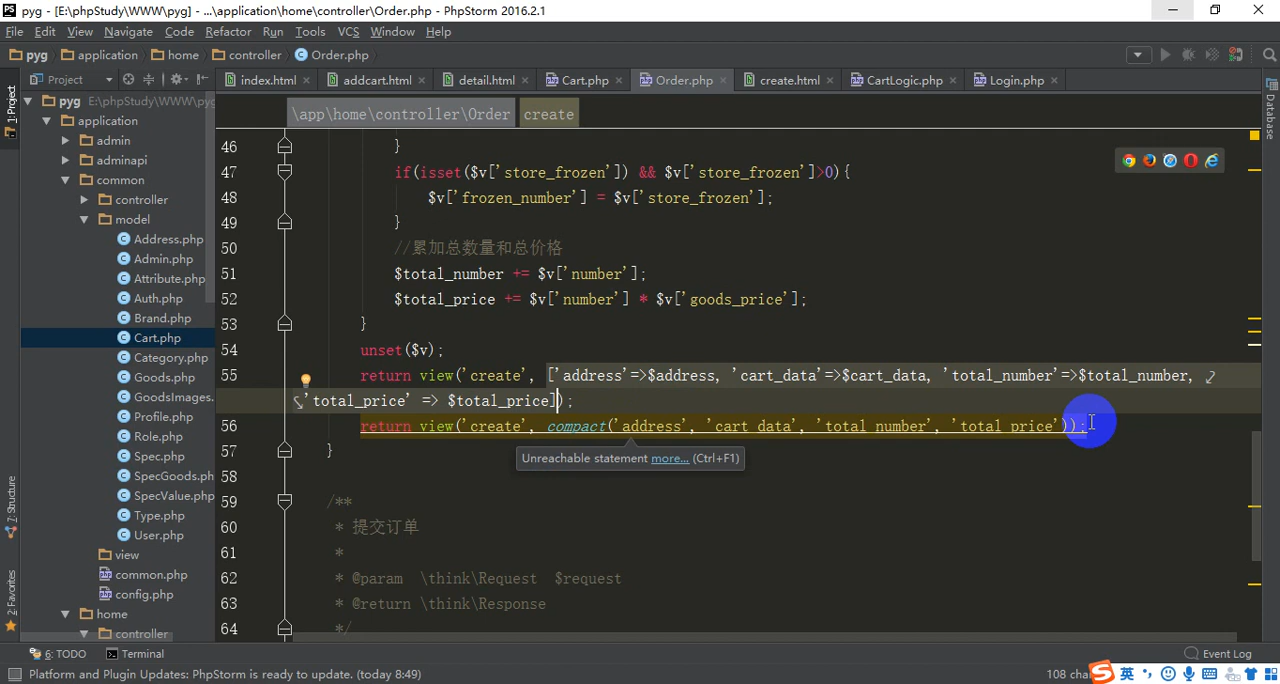 pyg - [E:\phpStudy\WWW\pyg] - ...\application\home\controller\Order.php - PhpStorm 2016.2.1
File Edit View Navigate Code Refactor Run Tools VCS Window Help
pyg application home controller Order.php
Project index.html addcart.html detail.html Cart.php Order.php create.html CartLogic.php Login.php
1: Project
Database
7: Structure
2: Favorites
pyg E:\phpStudy\WWW\pyg
application
admin
adminapi
common
controller
model
Address.php
Admin.php
Attribute.php
Auth.php
Brand.php
Cart.php
Category.php
Goods.php
GoodsImages.
Profile.php
Role.php
Spec.php
SpecGoods.php
SpecValue.php
Type.php
User.php
view
common.php
config.php
home
controller
\app\home\controller\Order create
46 }
47 if(isset($v['store_frozen']) && $v['store_frozen']>0){
48 $v['frozen_number'] = $v['store_frozen'];
49 }
50 //累加总数量和总价格
51 $total_number += $v['number'];
52 $total_price += $v['number'] * $v['goods_price'];
53 }
54 unset($v);
55 return view('create', ['address'=>$address, 'cart_data'=>$cart_data, 'total_number'=>$total_number,
'total_price' => $total_price]);
56 return view('create', compact('address', 'cart_data', 'total_number', 'total_price'));
Unreachable statement more... (Ctrl+F1)
57 }
58
59 /**
60 * 提交订单
61 *
62 * @param \think\Request $request
63 * @return \think\Response
64 */
6: TODO Terminal Event Log
Platform and Plugin Updates: PhpStorm is ready to update. (today 8:49) 108 英